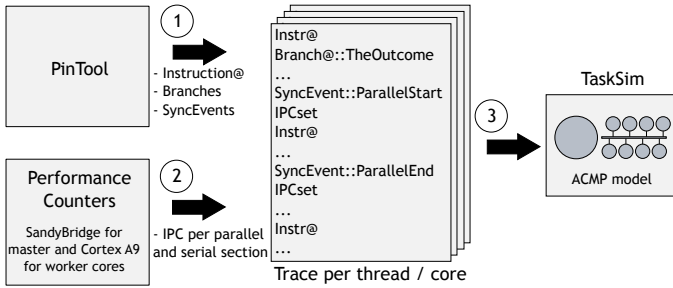 PinTool
1
- Instruction@
- Branches
- SyncEvents
Performance
Counters
SandyBridge for
master and Cortex A9
for worker cores
2
- IPC per parallel
and serial section
Instr@
Branch@::TheOutcome
...
SyncEvent::ParallelStart
IPCset
Instr@
...
SyncEvent::ParallelEnd
IPCset
...
Instr@
...
Trace per thread / core
3
TaskSim
ACMP model